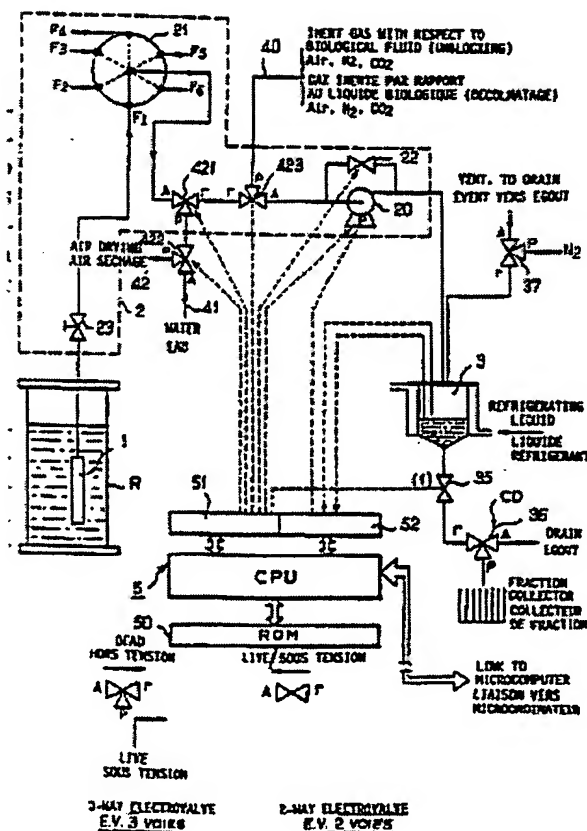 F4
21
F3
F5
F2
F6
F1
40
INERT GAS WITH RESPECT TO
BIOLOGICAL FLUID (UNBLOCKING)
Air, N2, CO2
GAZ INERTE PAR RAPPORT
AU LIQUIDE BIOLOGIQUE (DECOLMATAGE)
Air, N2, CO2
421
423
22
A
r
r
P
A
P
20
P
VENT. TO DRAIN
EVENT VERS EGOUT
A
P
N2
r
37
AIR DRYING
AIR SECHAGE
422
42
A
41
WATER
EAU
23
2
3
REFRIGERATING
LIQUID
LIQUIDE
REFRIGERANT
1
R
51
52
(1)
35
CD
36
r
A
DRAIN
EGOUT
P
5
CPU
FRACTION
COLLECTOR
COLLECTEUR
DE FRACTION
50
ROM
DEAD
HORS TENSION
LIVE/SOUS TENSION
A
r
P
A
r
LINK TO
MICROCOMPUTER
LIAISON VERS
MICROORDINATEUR
LIVE
SOUS TENSION
3-WAY ELECTROVALVE
E.V. 3 VOIES
2-WAY ELECTROVALVE
E.V. 2 VOIES